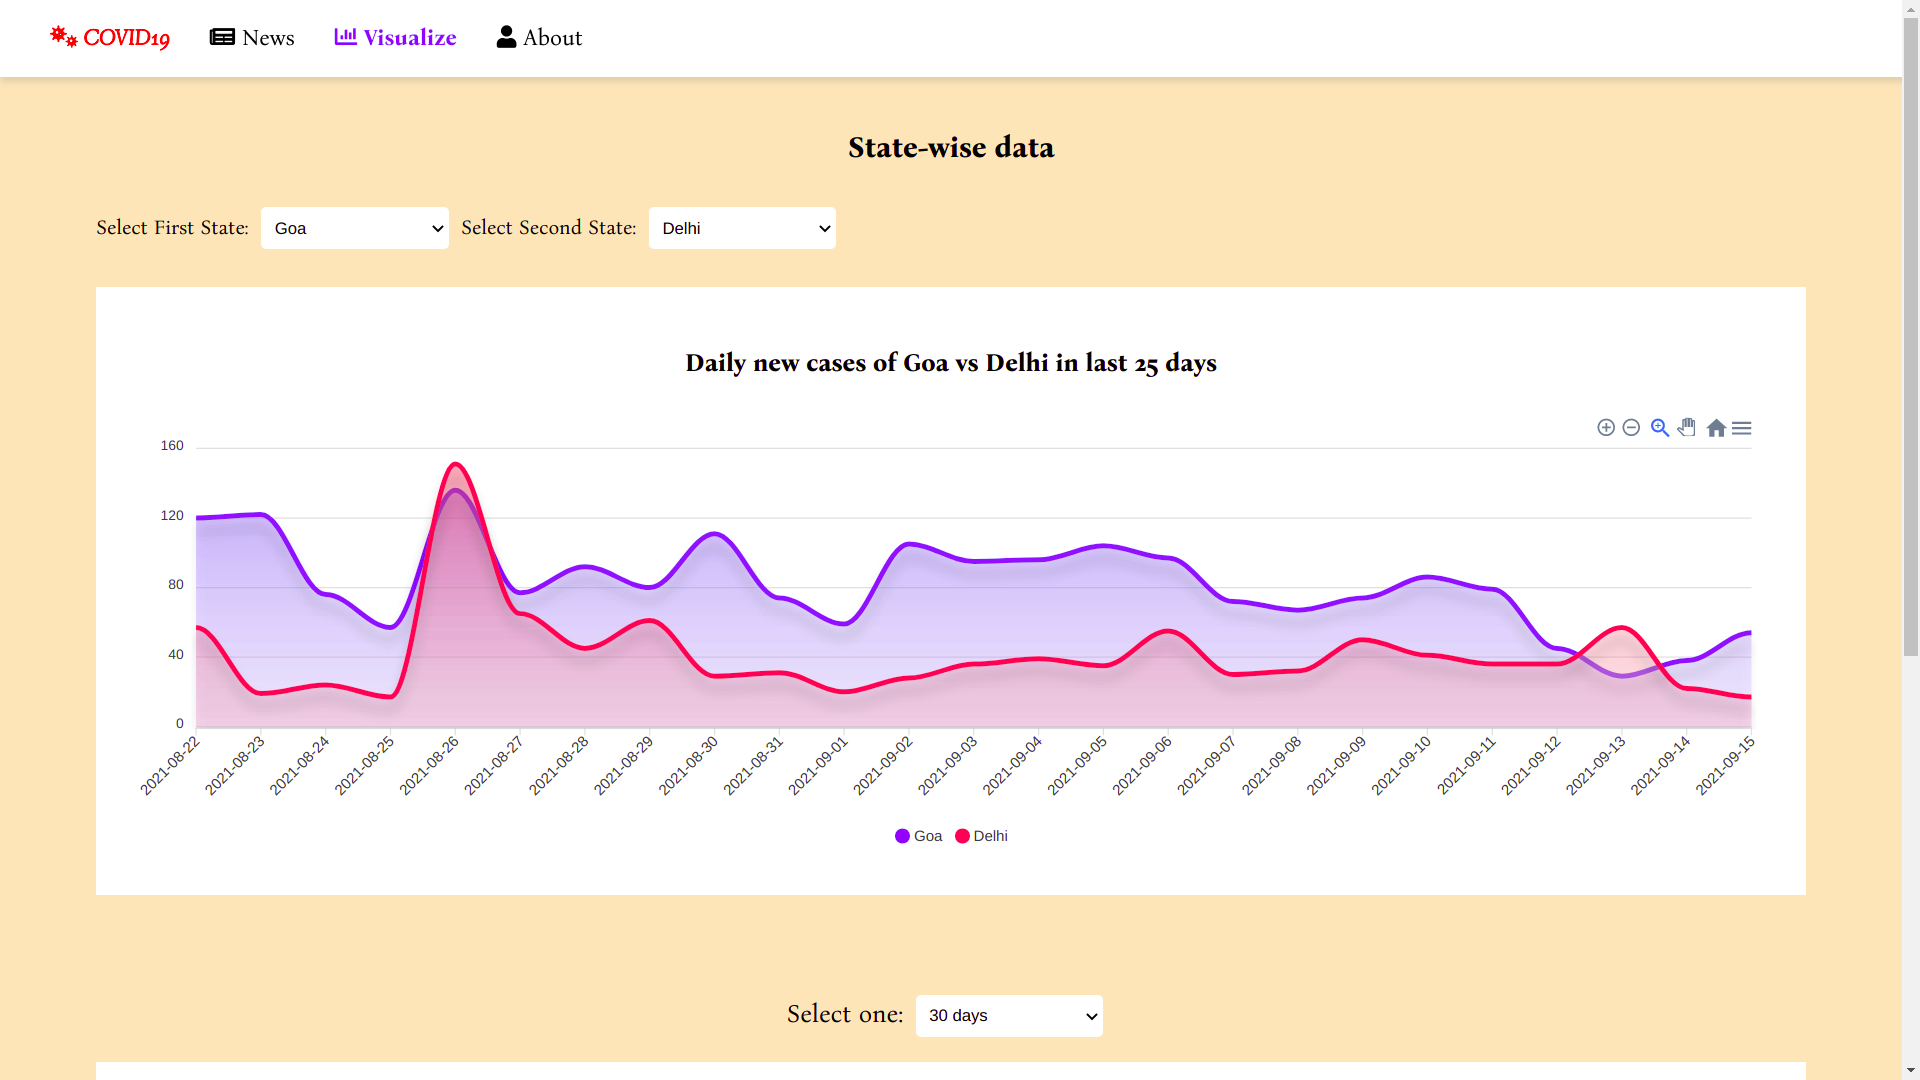 COVID19 News Visualize About
State-wise data
Select First State: Goa Select Second State: Delhi
Daily new cases of Goa vs Delhi in last 25 days
160
120
80
40
0
2021-08-22 2021-08-23 2021-08-24 2021-08-25 2021-08-26 2021-08-27 2021-08-28 2021-08-29 2021-08-30 2021-08-31 2021-09-01 2021-09-02 2021-09-03 2021-09-04 2021-09-05 2021-09-06 2021-09-07 2021-09-08 2021-09-09 2021-09-10 2021-09-11 2021-09-12 2021-09-13 2021-09-14 2021-09-15
Goa Delhi
Select one: 30 days